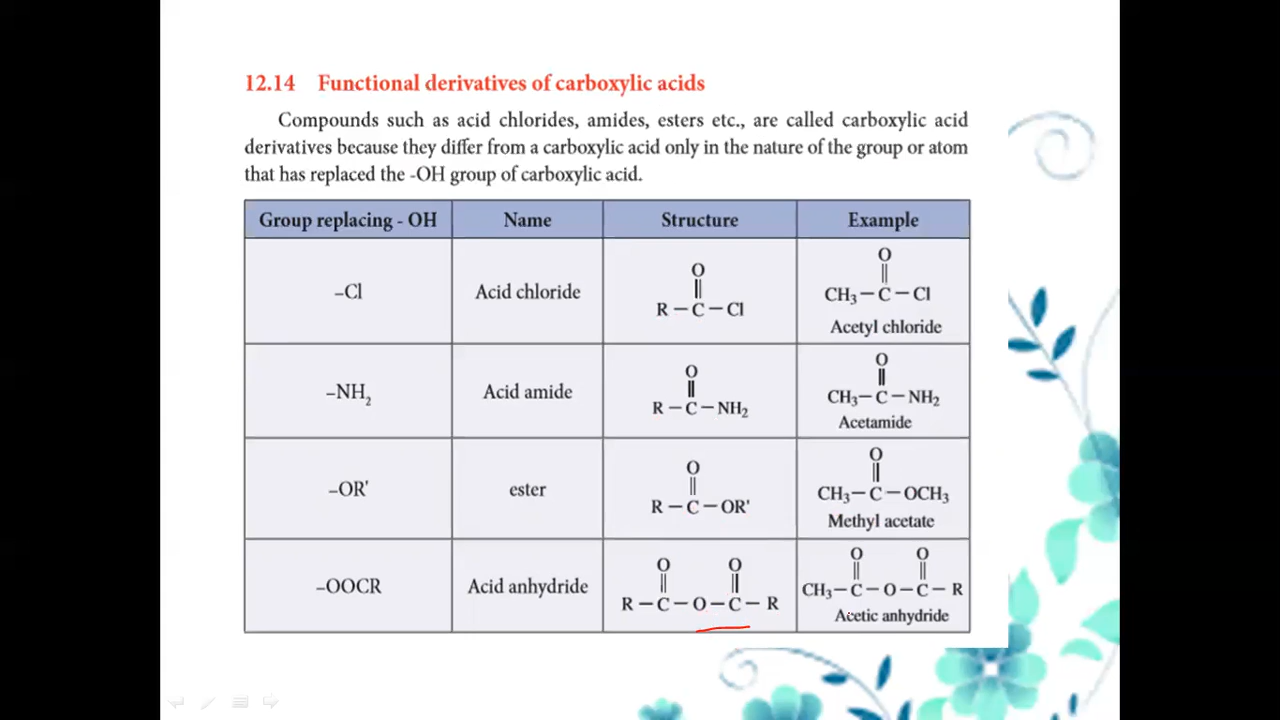 12.14 Functional derivatives of carboxylic acids
Compounds such as acid chlorides, amides, esters etc., are called carboxylic acid
derivatives because they differ from a carboxylic acid only in the nature of the group or atom
that has replaced the -OH group of carboxylic acid.
Group replacing - OH Name Structure Example
–Cl Acid chloride
O
||
R – C – Cl
O
||
CH₃ – C – Cl
Acetyl chloride
–NH₂ Acid amide
O
||
R – C – NH₂
O
||
CH₃ – C – NH₂
Acetamide
–OR' ester
O
||
R – C – OR'
O
||
CH₃ – C – OCH₃
Methyl acetate
–OOCR Acid anhydride
O O
|| ||
R – C – O – C – R
O O
|| ||
CH₃ – C – O – C – R
Acetic anhydride